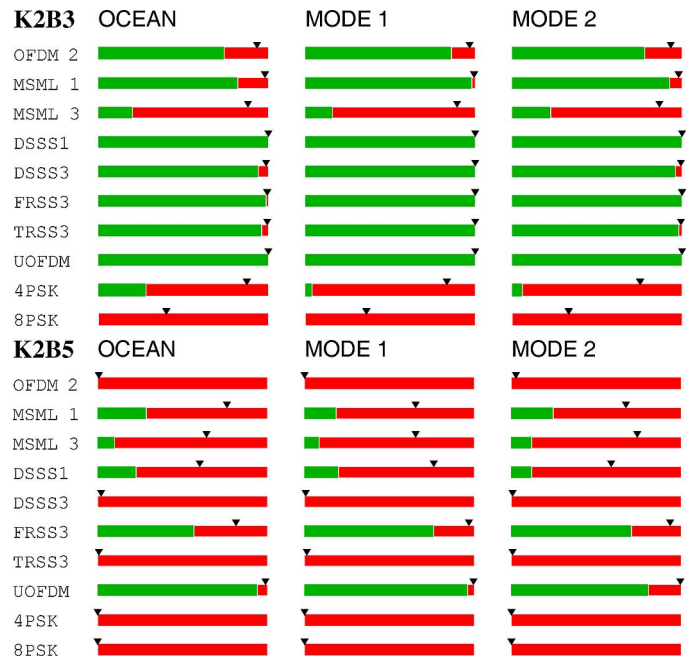 K2B3 OCEAN MODE 1 MODE 2
OFDM 2
MSML 1
MSML 3
DSSS1
DSSS3
FRSS3
TRSS3
UOFDM
4PSK
8PSK
K2B5 OCEAN MODE 1 MODE 2
OFDM 2
MSML 1
MSML 3
DSSS1
DSSS3
FRSS3
TRSS3
UOFDM
4PSK
8PSK